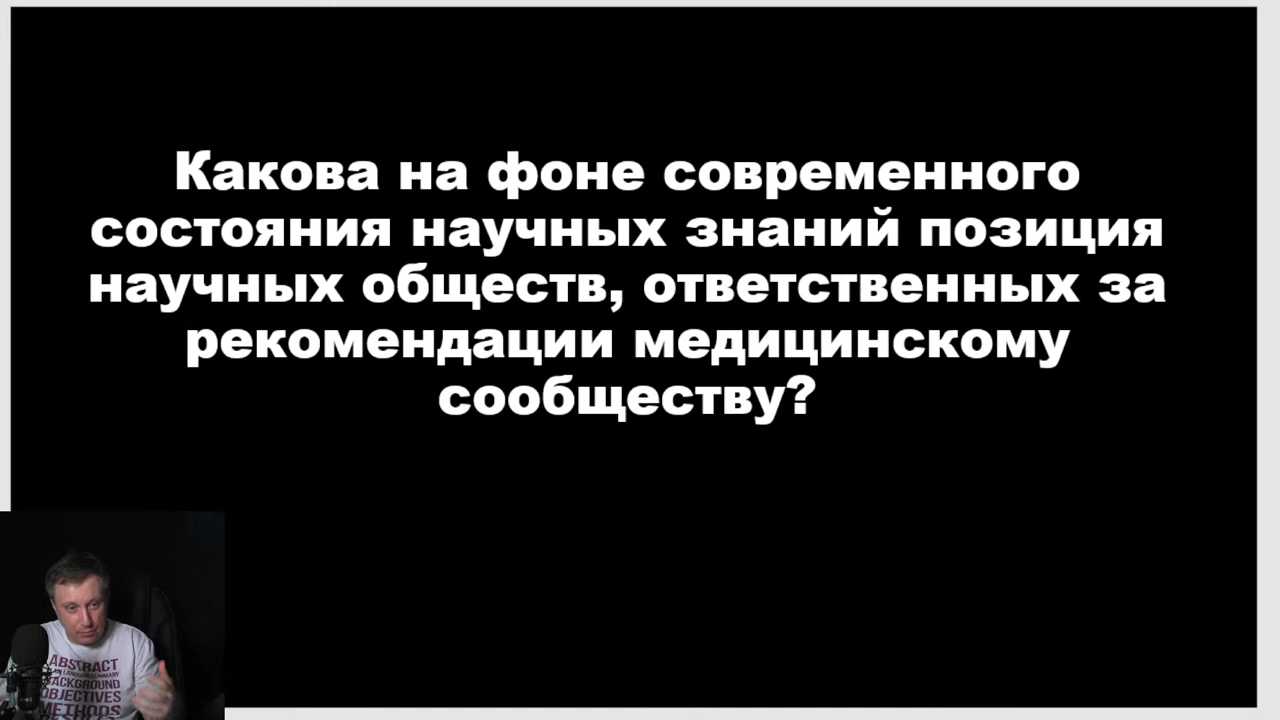 Какова на фоне современного
состояния научных знаний позиция
научных обществ, ответственных за
рекомендации медицинскому
сообществу?
ABSTRACT
SUMMARY
BACKGROUND
OBJECTIVES
METHODS